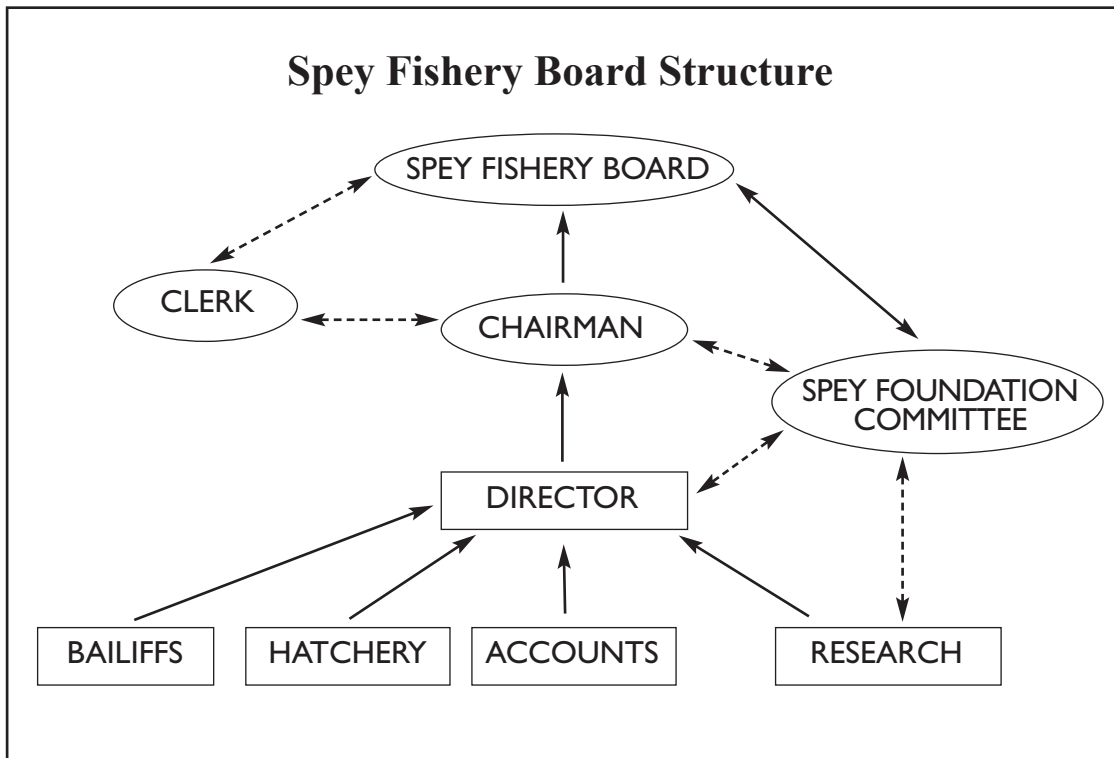 Spey Fishery Board Structure
SPEY FISHERY BOARD
CLERK
CHAIRMAN
SPEY FOUNDATION
COMMITTEE
DIRECTOR
BAILIFFS
HATCHERY
ACCOUNTS
RESEARCH